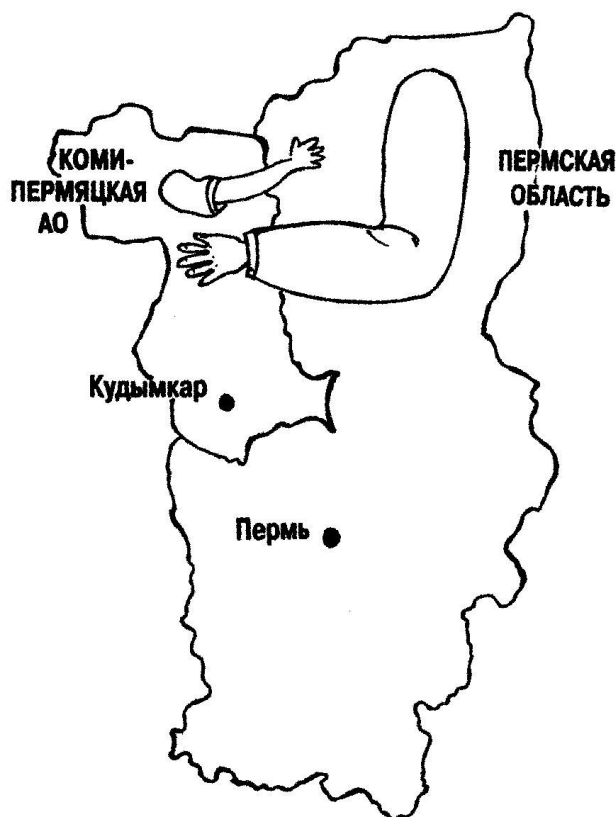 КОМИ-
ПЕРМЯЦКАЯ
АО
ПЕРМСКАЯ
ОБЛАСТЬ
Кудымкар
Пермь